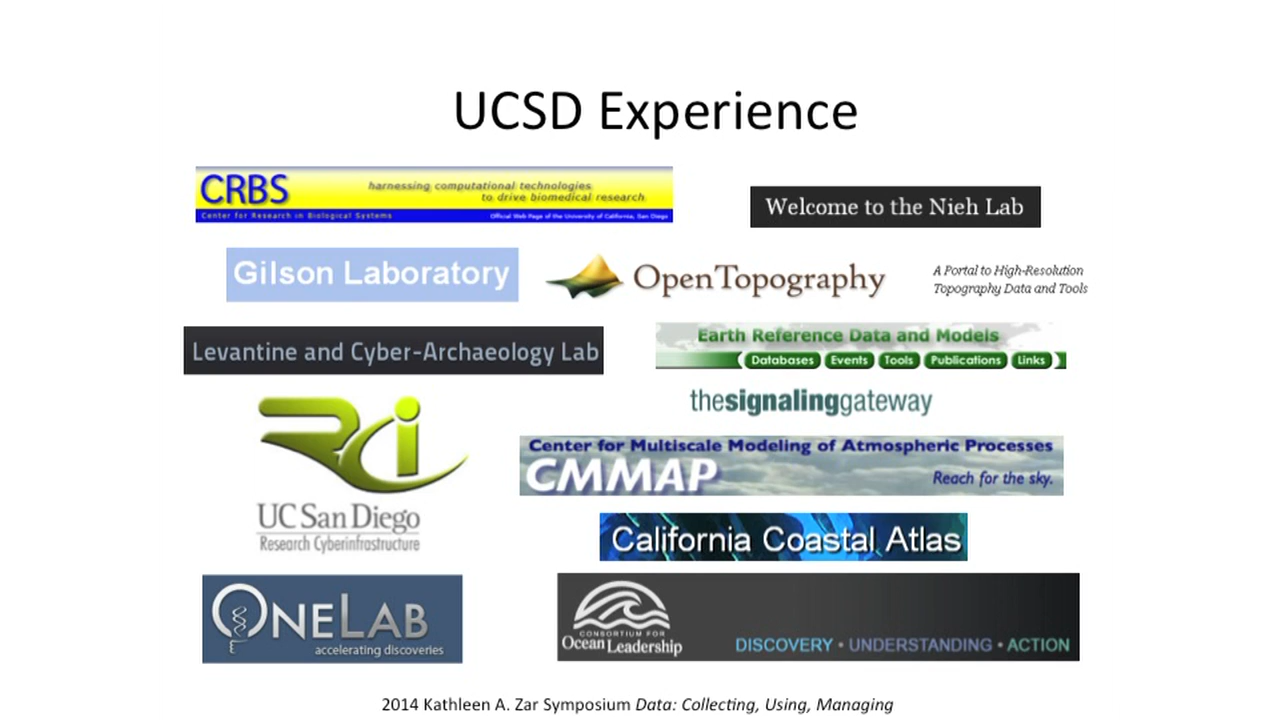 UCSD Experience
CRBS
harnessing computational technologies
to drive biomedical research
Center for Research in Biological Systems
Official Web Page of the University of California, San Diego
Welcome to the Nieh Lab
Gilson Laboratory
OpenTopography
A Portal to High-Resolution
Topography Data and Tools
Levantine and Cyber-Archaeology Lab
Earth Reference Data and Models
Databases Events Tools Publications Links
thesignalinggateway
RCi
UC San Diego
Research Cyberinfrastructure
Center for Multiscale Modeling of Atmospheric Processes
CMMAP
Reach for the sky.
California Coastal Atlas
OneLab
accelerating discoveries
CONSORTIUM FOR
Ocean Leadership
DISCOVERY • UNDERSTANDING • ACTION
2014 Kathleen A. Zar Symposium Data: Collecting, Using, Managing